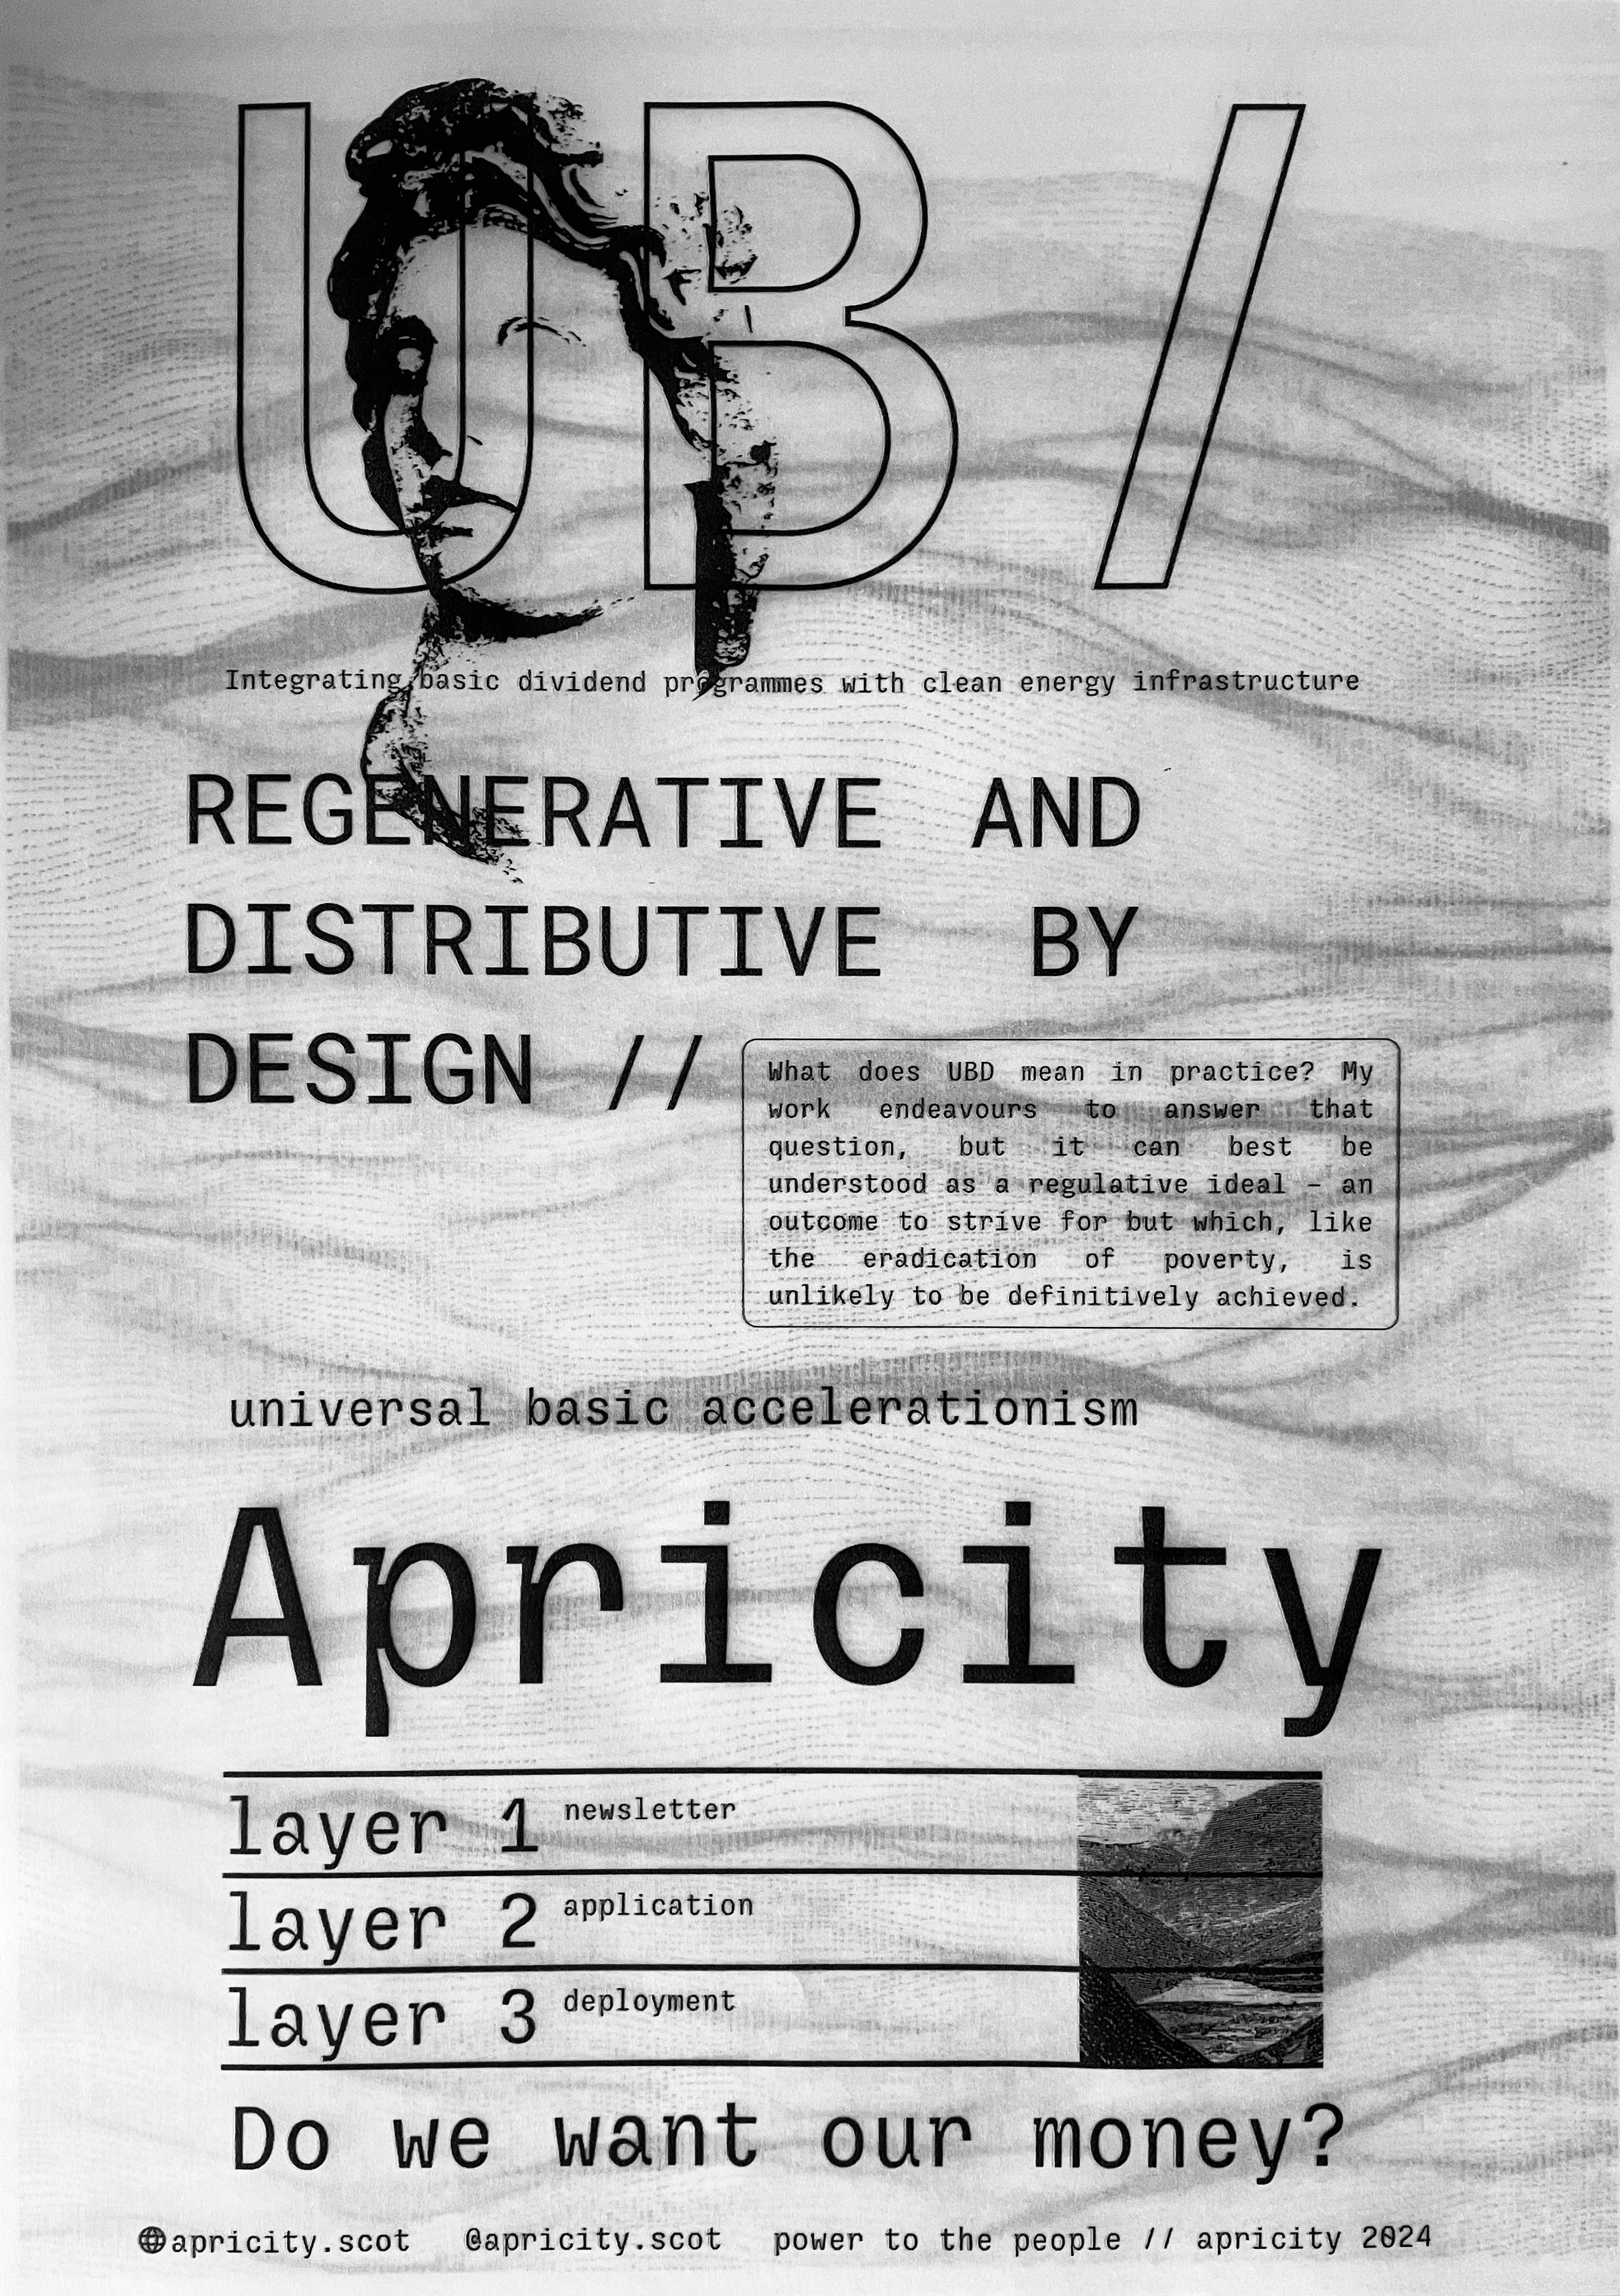 UB/
Integrating basic dividend programmes with clean energy infrastructure
REGENERATIVE AND
DISTRIBUTIVE BY
DESIGN //
What does UBD mean in practice? My
work endeavours to answer that
question, but it can best be
understood as a regulative ideal – an
outcome to strive for but which, like
the eradication of poverty, is
unlikely to be definitively achieved.
universal basic accelerationism
Apricity
layer 1 newsletter
layer 2 application
layer 3 deployment
Do we want our money?
apricity.scot @apricity.scot power to the people // apricity 2024